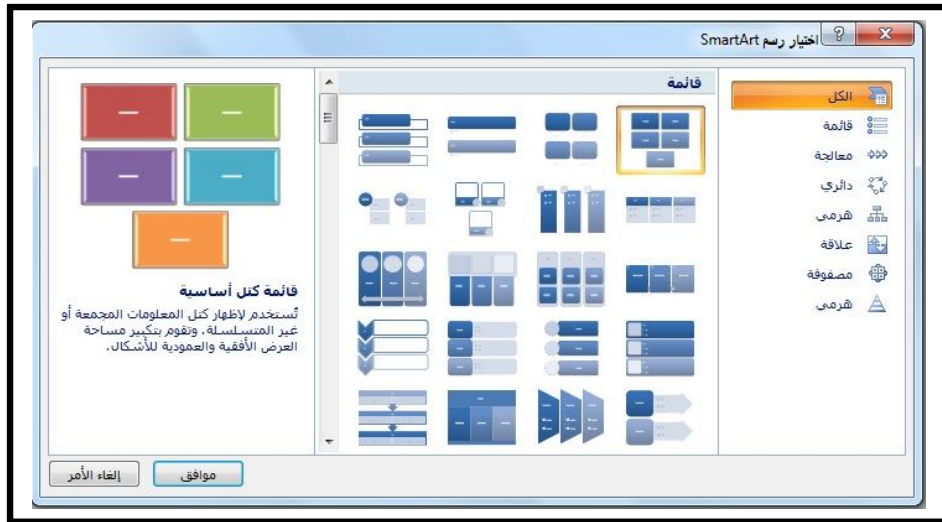 اختيار رسم SmartArt
الكل
قائمة
معالجة
دائري
هرمي
علاقة
مصفوفة
هرمي
قائمة
قائمة كتل أساسية
تُستخدم لإظهار كتل المعلومات المجمعة أو
غير المتسلسلة. وتقوم بتكبير مساحة
العرض الأفقية والعمودية للأشكال.
موافق
إلغاء الأمر